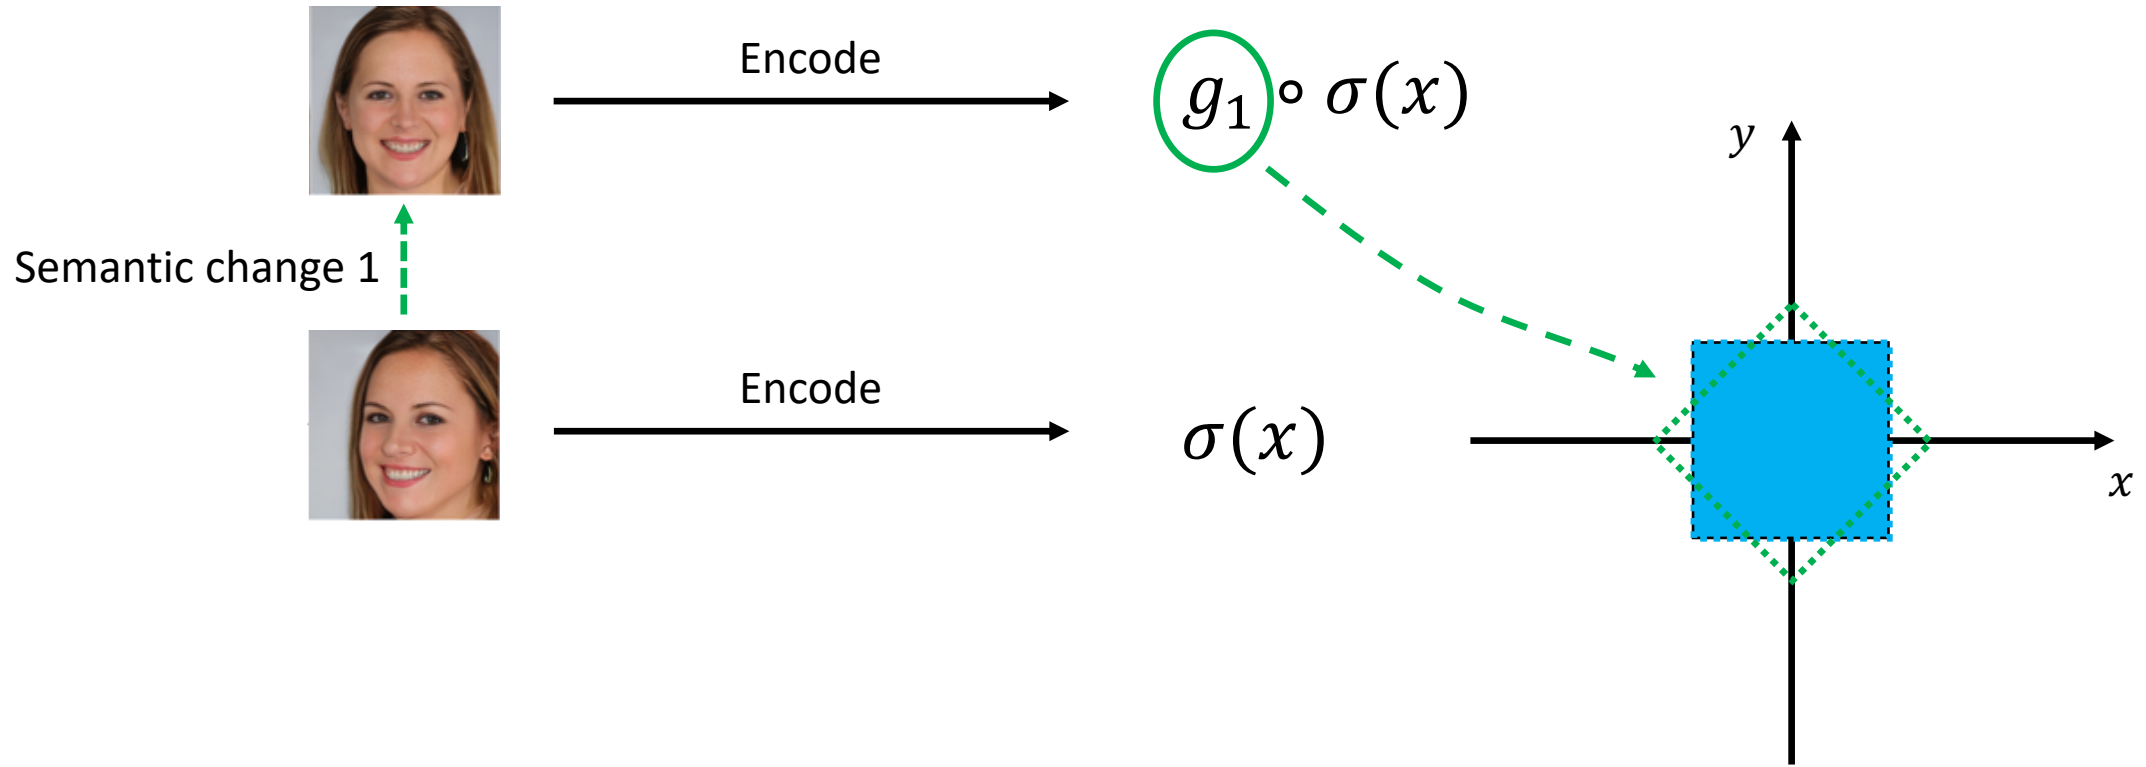 Encode
g₁ ∘ σ(x)
y
Semantic change 1
Encode
σ(x)
x